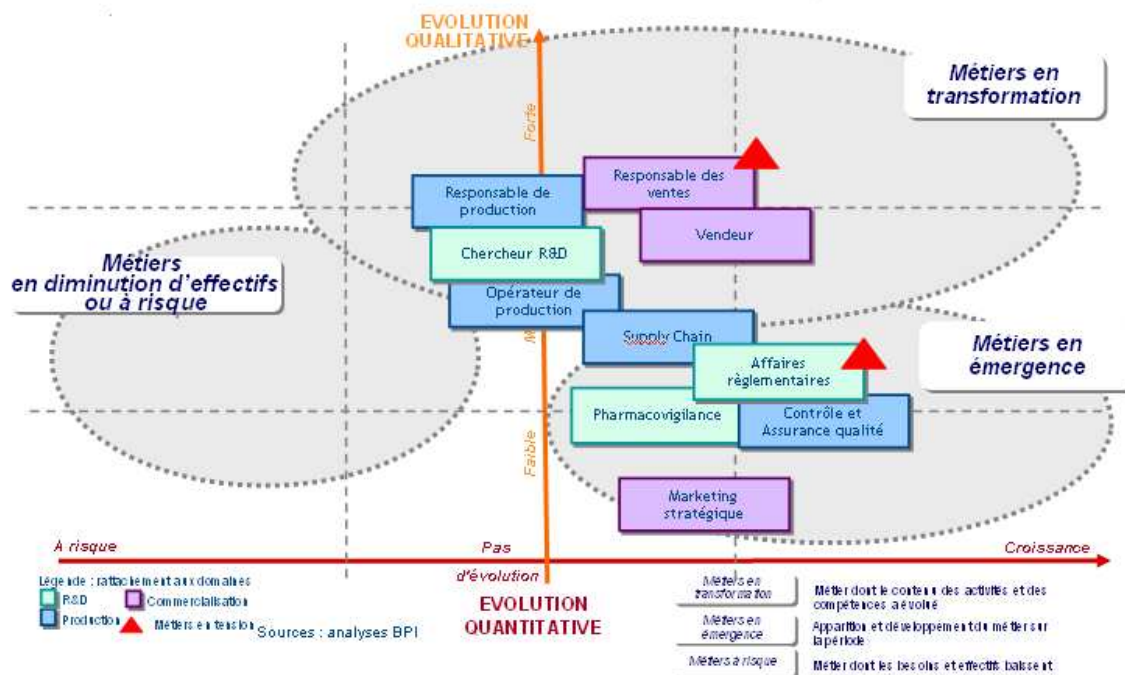 EVOLUTION
QUALITATIVE
Métiers en
transformation
Forte
Responsable des
ventes
Responsable de
production
Vendeur
Chercheur R&D
Métiers
en diminution d'effectifs
ou à risque
Opérateur de
production
Supply Chain
Métiers en
émergence
Affaires
règlementaires
Pharmacovigilance
Contrôle et
Assurance qualité
Faible
Marketing
stratégique
A risque
Pas
d'évolution
Croissance
EVOLUTION
QUANTITATIVE
Légende : rattachement aux domaines
R&D
Commercialisation
Production
Métiers en tension
Sources : analyses BPI
Métiers en
transformation
Métier dont le contenu des activités et des
compétences a évolué
Métiers en
émergence
Apparition et développement du métier sur
la période
Métiers à risque
Métier dont les besoins et effectifs baissent